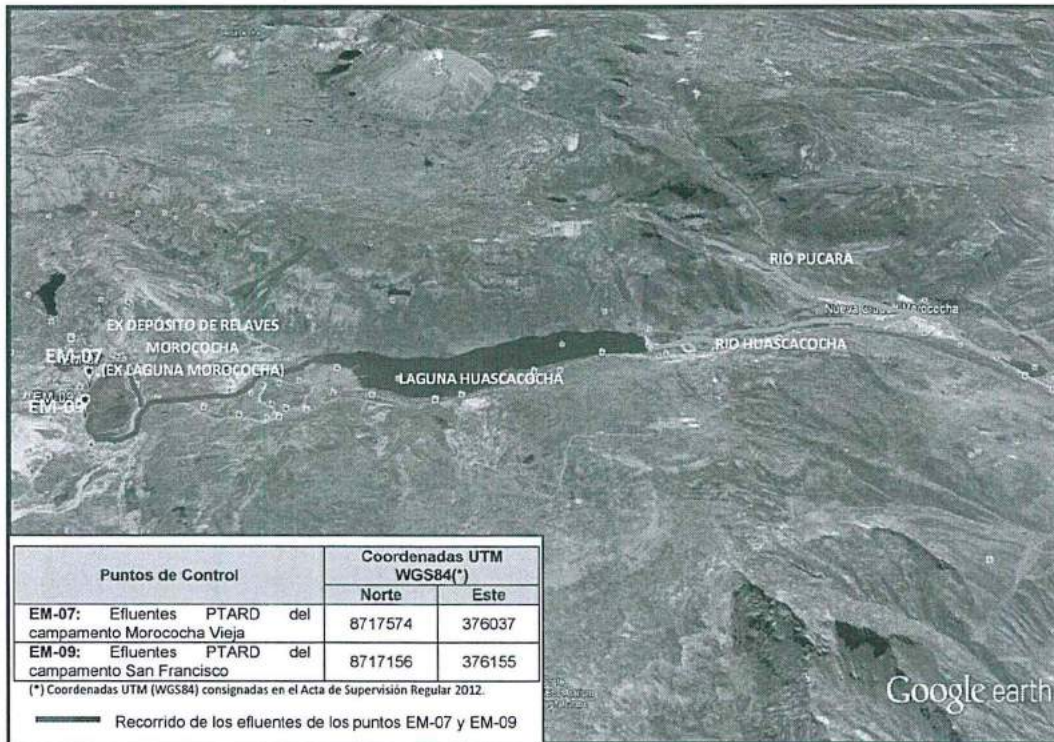 RIO PUCARA
Nueva
Morococha
EX DEPÓSITO DE RELAVES
MOROCOCHA
(EX LAGUNA MOROCOCHA)
EM-07
RIO HUASCACOCHA
LAGUNA HUASCACOCHA
EM-09
Puntos de Control
Coordenadas UTM
WGS84(*)
Norte Este
EM-07: Efluentes PTARD del
campamento Morococha Vieja
8717574 376037
EM-09: Efluentes PTARD del
campamento San Francisco
8717156 376155
(*) Coordenadas UTM (WGS84) consignadas en el Acta de Supervisión Regular 2012.
Recorrido de los efluentes de los puntos EM-07 y EM-09
Google earth